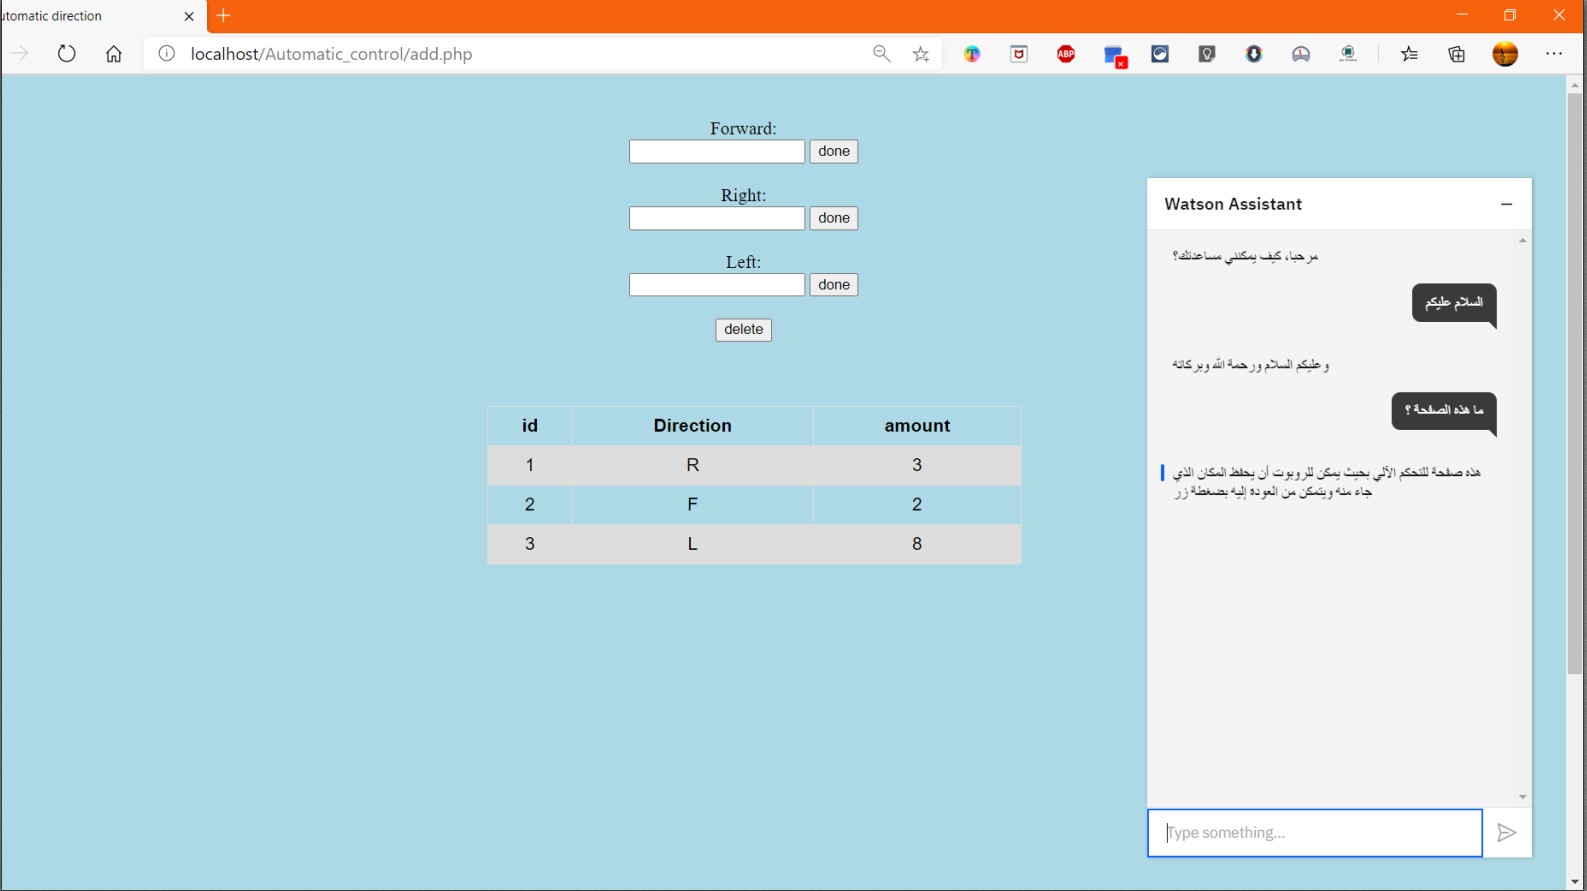 utomatic direction
localhost/Automatic_control/add.php
ABP
Forward:
done
Right:
done
Left:
done
delete
id Direction amount
1 R 3
2 F 2
3 L 8
Watson Assistant
مرحبا، كيف يمكنني مساعدتك؟
السلام عليكم
وعليكم السلام ورحمة الله وبركاته
ما هذه الصفحة ؟
هذه صفحة للتحكم الآلي بحيث يمكن للروبوت أن يحفظ المكان الذي
جاء منه ويتمكن من العودة إليه بضغطة زر
Type something...